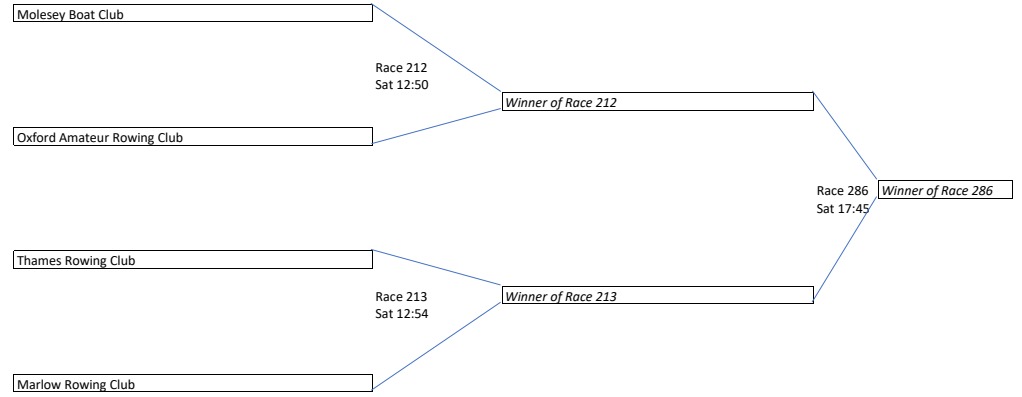 Molesey Boat Club
Race 212
Sat 12:50
Winner of Race 212
Oxford Amateur Rowing Club
Race 286
Sat 17:45
Winner of Race 286
Thames Rowing Club
Race 213
Sat 12:54
Winner of Race 213
Marlow Rowing Club